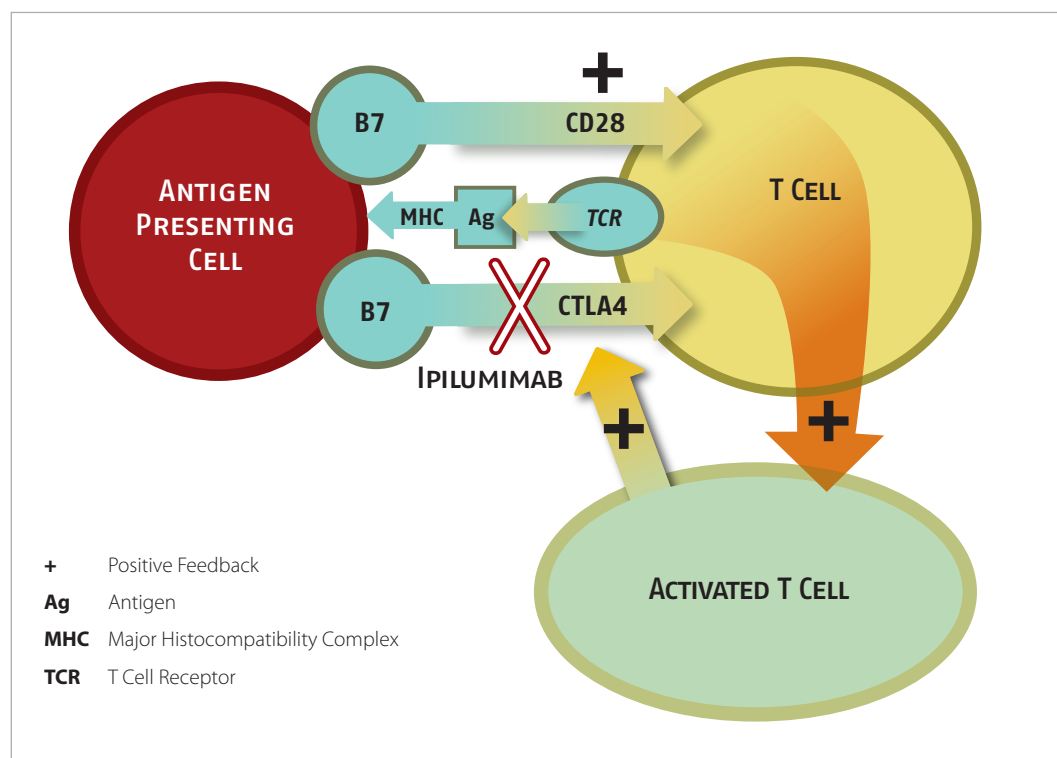 +
B7
CD28
ANTIGEN
PRESENTING
CELL
T CELL
MHC
Ag
TCR
B7
CTLA4
IPILUMIMAB
+
+
ACTIVATED T CELL
+ Positive Feedback
Ag Antigen
MHC Major Histocompatibility Complex
TCR T Cell Receptor